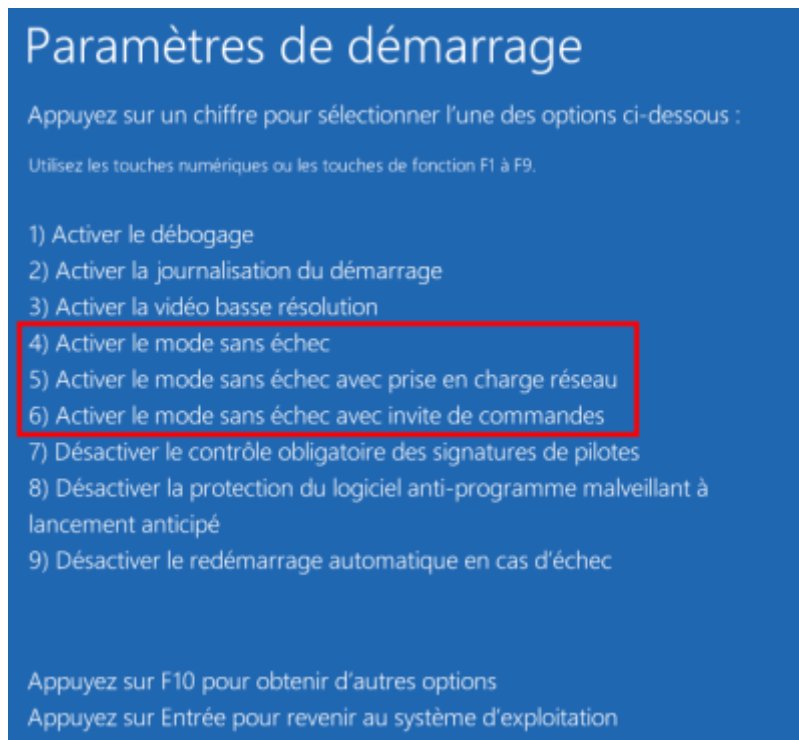 Paramètres de démarrage
Appuyez sur un chiffre pour sélectionner l'une des options ci-dessous :
Utilisez les touches numériques ou les touches de fonction F1 à F9.
1) Activer le débogage
2) Activer la journalisation du démarrage
3) Activer la vidéo basse résolution
4) Activer le mode sans échec
5) Activer le mode sans échec avec prise en charge réseau
6) Activer le mode sans échec avec invite de commandes
7) Désactiver le contrôle obligatoire des signatures de pilotes
8) Désactiver la protection du logiciel anti-programme malveillant à
lancement anticipé
9) Désactiver le redémarrage automatique en cas d'échec
Appuyez sur F10 pour obtenir d'autres options
Appuyez sur Entrée pour revenir au système d'exploitation